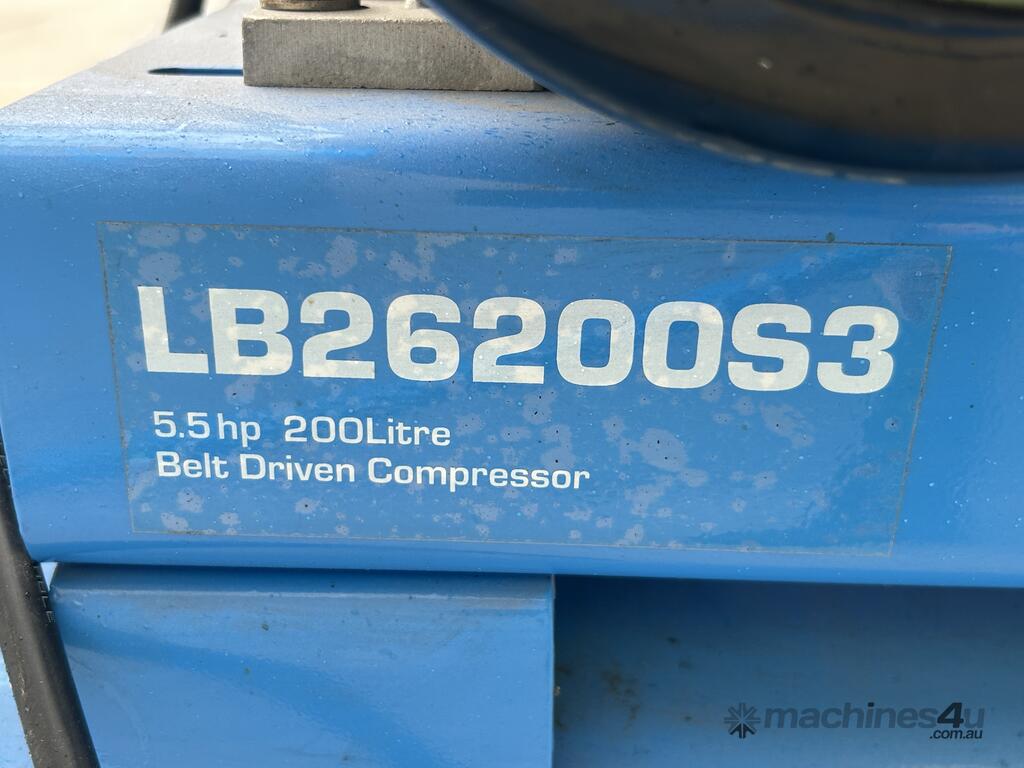 LB26200S3
5.5hp 200Litre
Belt Driven Compressor
machines4u
.com.au